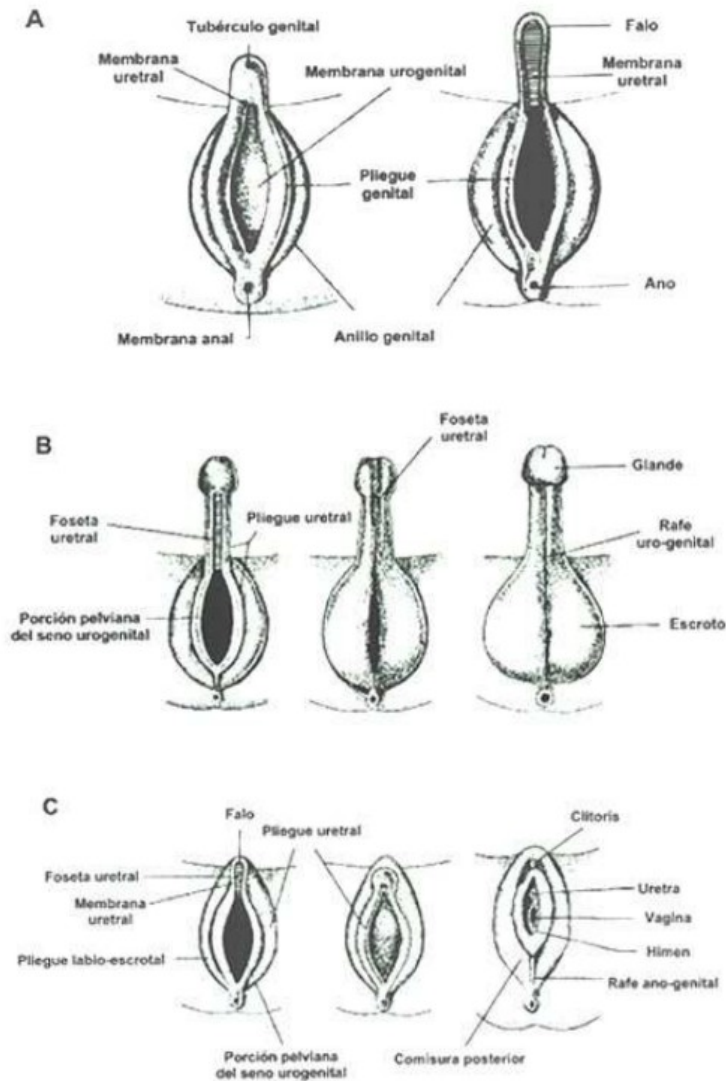 A
Tubérculo genital
Falo
Membrana
uretral
Membrana urogenital
Membrana
uretral
Pliegue
genital
Ano
Membrana anal
Anillo genital
B
Foseta
uretral
Glande
Foseta
uretral
Pliegue uretral
Rafe
uro-genital
Porción pelviana
del seno urogenital
Escroto
C
Falo
Pliegue uretral
Clitoris
Foseta uretral
Membrana
uretral
Uretra
Vagina
Pliegue labio-escrotal
Himen
Rafe ano-genital
Porción pelviana
del seno urogenital
Comisura posterior